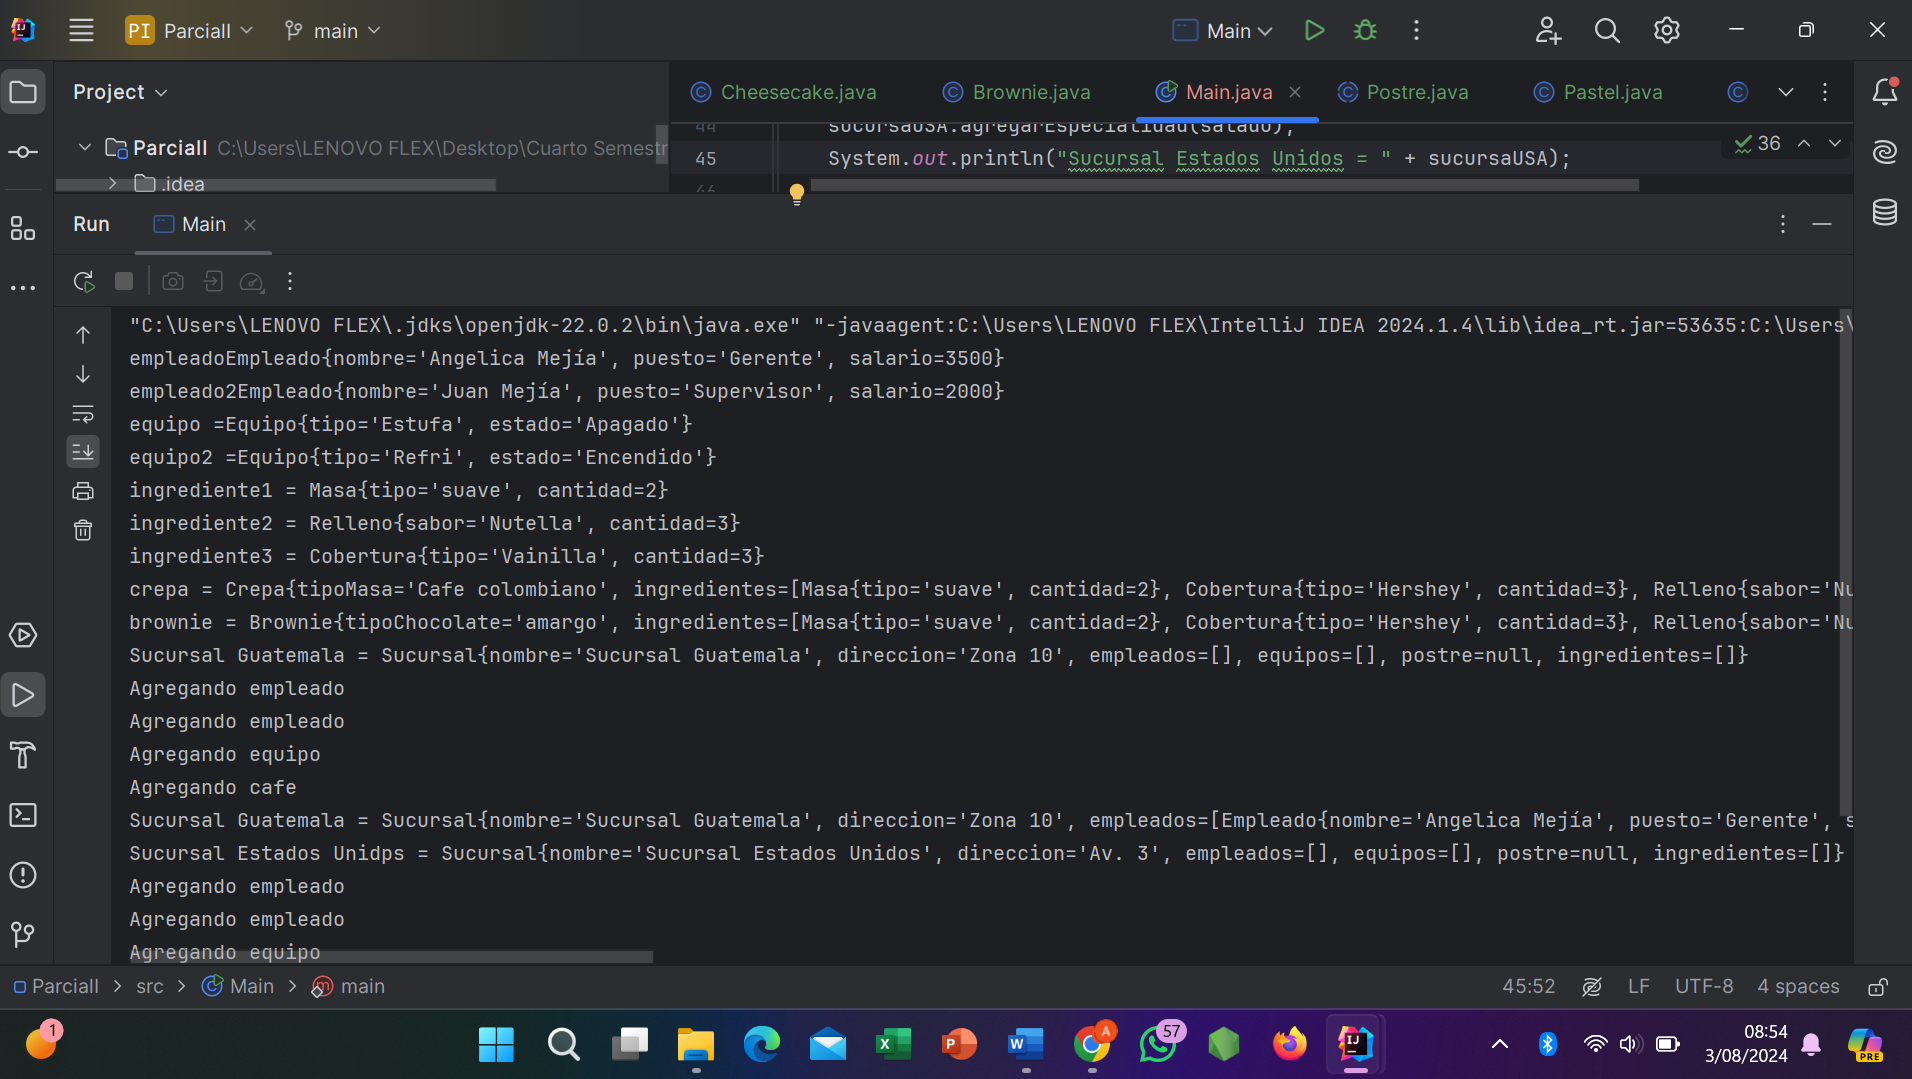 PI Parciall main Main
Project
Cheesecake.java Brownie.java Main.java Postre.java Pastel.java
Parciall C:\Users\LENOVO FLEX\Desktop\Cuarto Semestr
.idea
44 sucursaUSA.agregarEspecialidad(salado);
45 System.out.println("Sucursal Estados Unidos = " + sucursaUSA);
46
36
Run Main
"C:\Users\LENOVO FLEX\.jdks\openjdk-22.0.2\bin\java.exe" "-javaagent:C:\Users\LENOVO FLEX\IntelliJ IDEA 2024.1.4\lib\idea_rt.jar=53635:C:\Users\
empleadoEmpleado{nombre='Angelica Mejía', puesto='Gerente', salario=3500}
empleado2Empleado{nombre='Juan Mejía', puesto='Supervisor', salario=2000}
equipo =Equipo{tipo='Estufa', estado='Apagado'}
equipo2 =Equipo{tipo='Refri', estado='Encendido'}
ingrediente1 = Masa{tipo='suave', cantidad=2}
ingrediente2 = Relleno{sabor='Nutella', cantidad=3}
ingrediente3 = Cobertura{tipo='Vainilla', cantidad=3}
crepa = Crepa{tipoMasa='Cafe colombiano', ingredientes=[Masa{tipo='suave', cantidad=2}, Cobertura{tipo='Hershey', cantidad=3}, Relleno{sabor='Nu
brownie = Brownie{tipoChocolate='amargo', ingredientes=[Masa{tipo='suave', cantidad=2}, Cobertura{tipo='Hershey', cantidad=3}, Relleno{sabor='Nu
Sucursal Guatemala = Sucursal{nombre='Sucursal Guatemala', direccion='Zona 10', empleados=[], equipos=[], postre=null, ingredientes=[]}
Agregando empleado
Agregando empleado
Agregando equipo
Agregando cafe
Sucursal Guatemala = Sucursal{nombre='Sucursal Guatemala', direccion='Zona 10', empleados=[Empleado{nombre='Angelica Mejía', puesto='Gerente', s
Sucursal Estados Unidps = Sucursal{nombre='Sucursal Estados Unidos', direccion='Av. 3', empleados=[], equipos=[], postre=null, ingredientes=[]}
Agregando empleado
Agregando empleado
Agregando equipo
Parciall > src > Main > main 45:52 LF UTF-8 4 spaces
1 57 08:54
3/08/2024
PRE